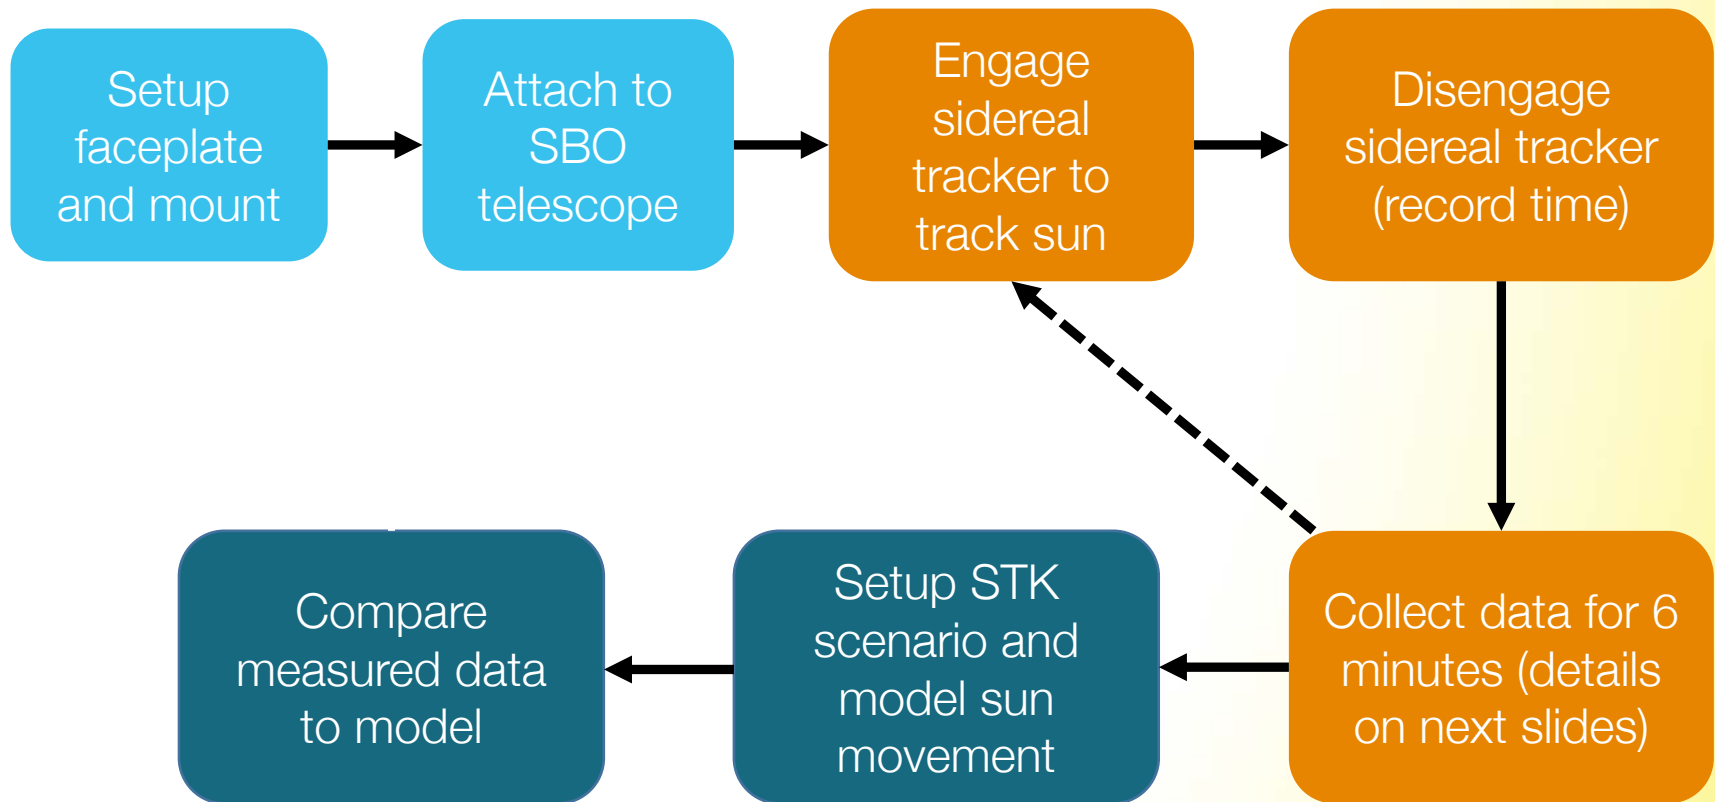 Setup
faceplate
and mount
Attach to
SBO
telescope
Engage
sidereal
tracker to
track sun
Disengage
sidereal tracker
(record time)
Collect data for 6
minutes (details
on next slides)
Setup STK
scenario and
model sun
movement
Compare
measured data
to model